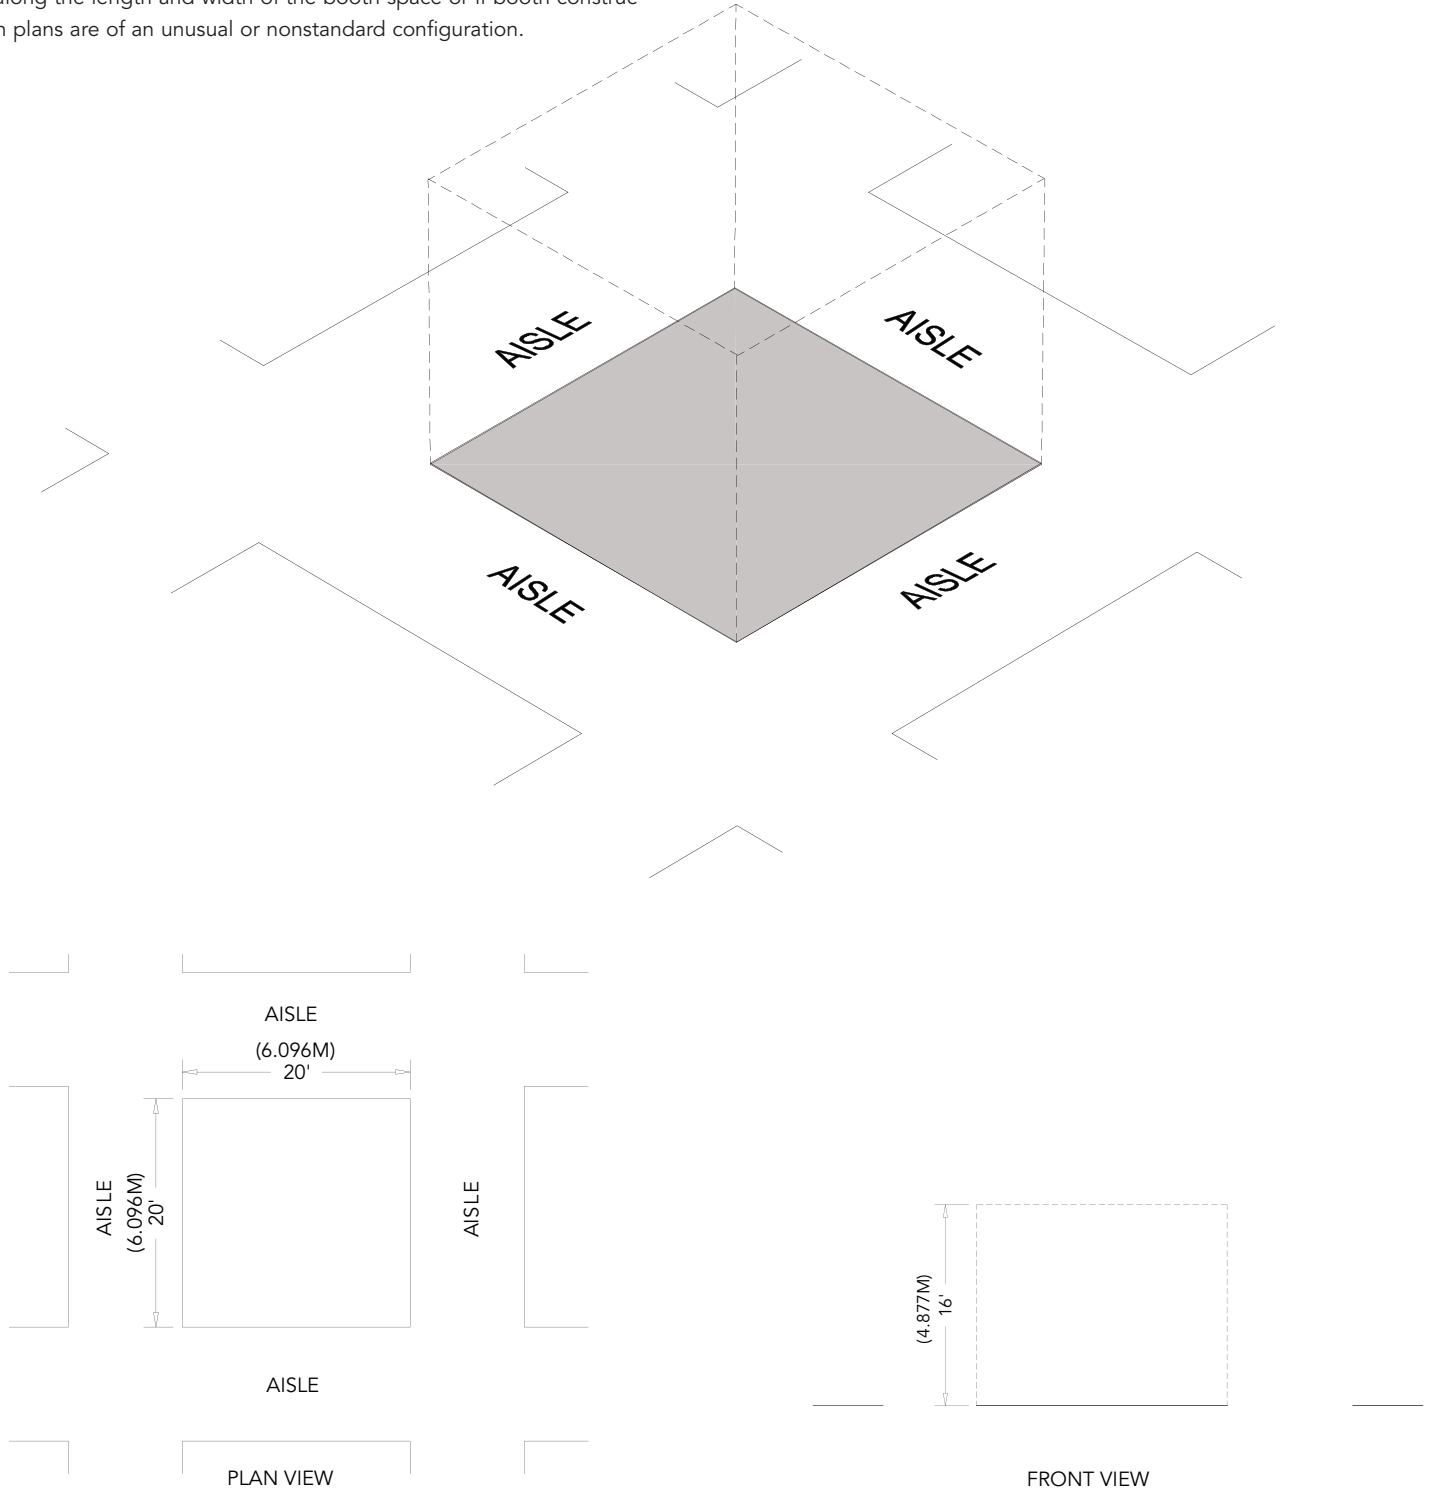 along the length and width of the booth space or if booth construc
plans are of an unusual or nonstandard configuration.
AISLE
AISLE
AISLE
AISLE
AISLE
(6.096M)
20'
AISLE
(6.096M)
20'
AISLE
AISLE
PLAN VIEW
(4.877M)
16'
FRONT VIEW